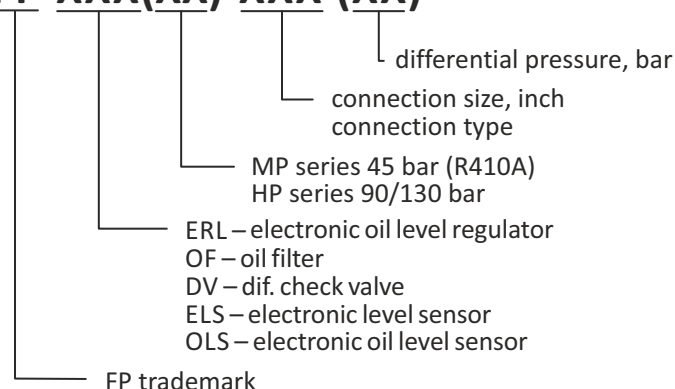 differential pressure, bar
connection size, inch
connection type
MP series 45 bar (R410A)
HP series 90/130 bar
ERL – electronic oil level regulator
OF – oil filter
DV – dif. check valve
ELS – electronic level sensor
OLS – electronic oil level sensor
FP trademark